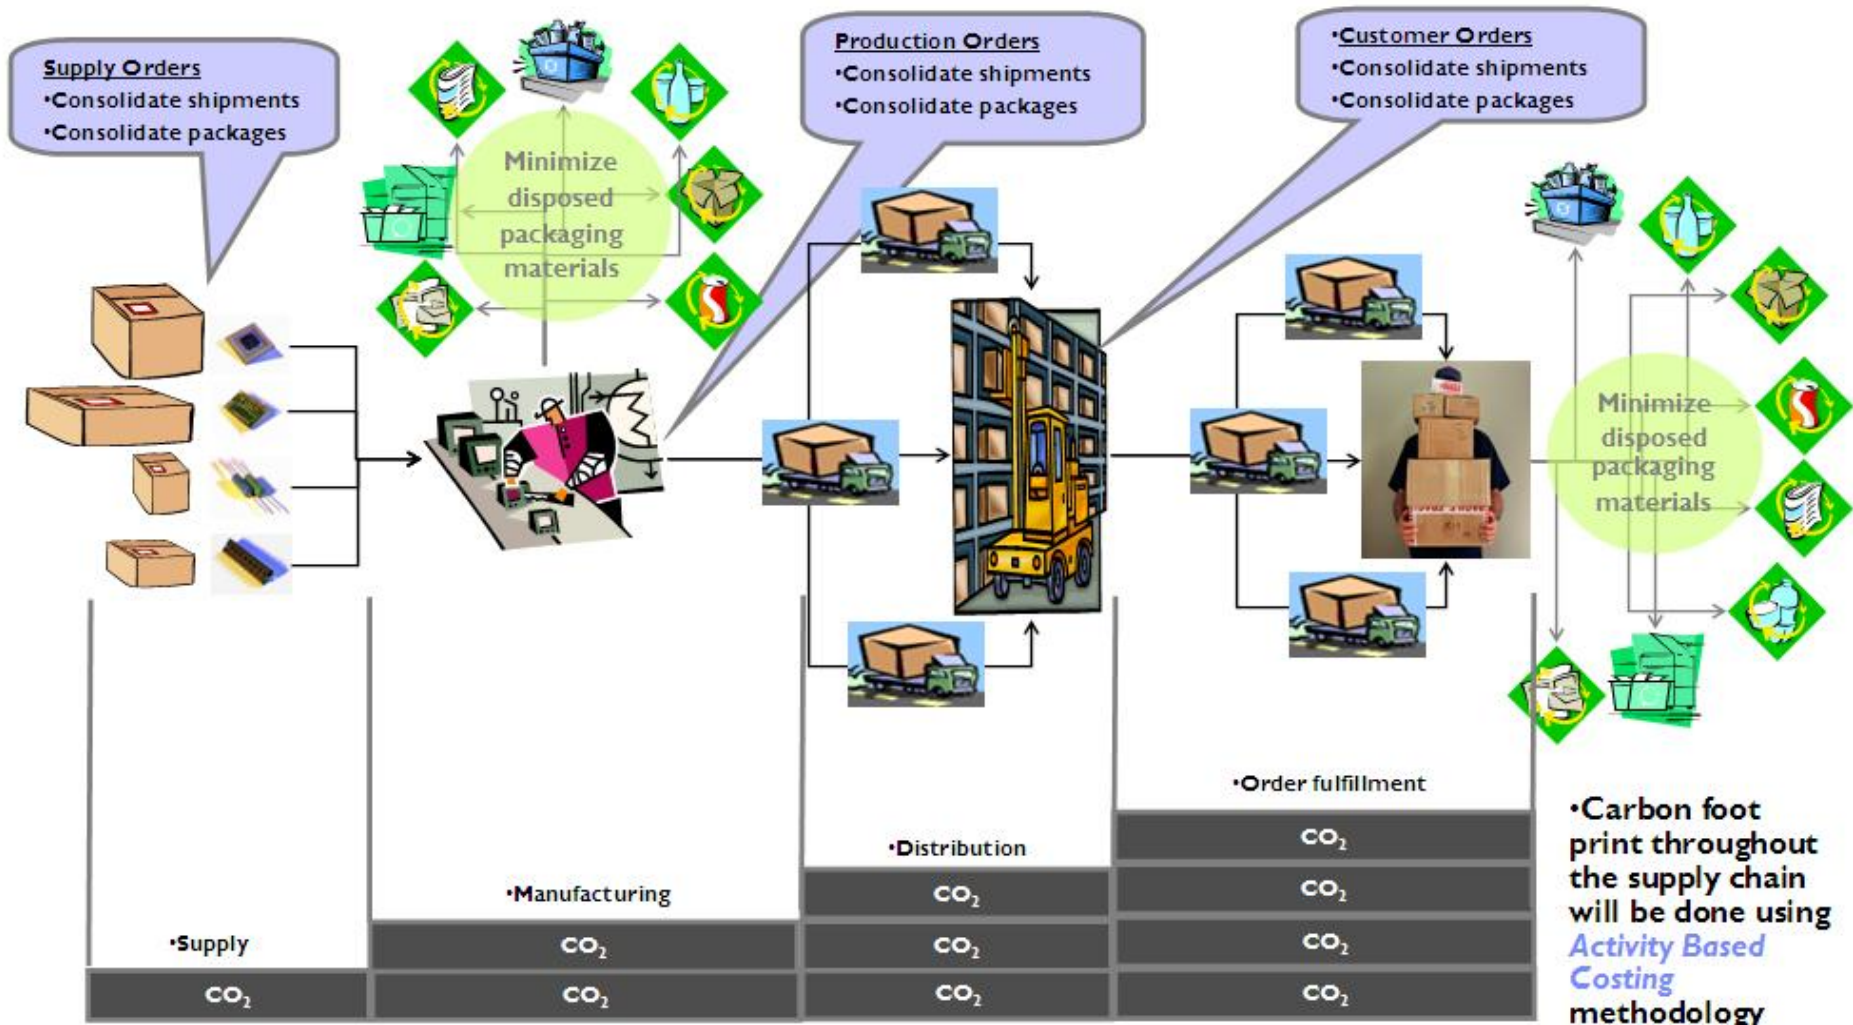 Supply Orders
•Consolidate shipments
•Consolidate packages
Minimize
disposed
packaging
materials
Production Orders
•Consolidate shipments
•Consolidate packages
•Customer Orders
•Consolidate shipments
•Consolidate packages
Minimize
disposed
packaging
materials
•Supply
CO₂
•Manufacturing
CO₂
CO₂
•Distribution
CO₂
CO₂
CO₂
•Order fulfillment
CO₂
CO₂
CO₂
CO₂
•Carbon foot
print throughout
the supply chain
will be done using
Activity Based
Costing
methodology